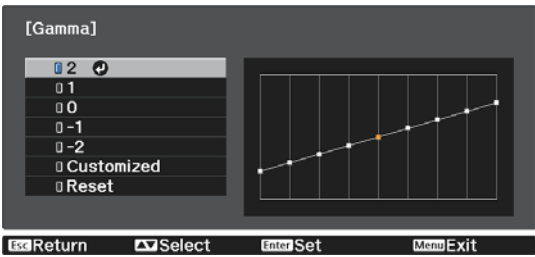 [Gamma]
2
1
0
-1
-2
Customized
Reset
Esc Return Select Enter Set Menu Exit